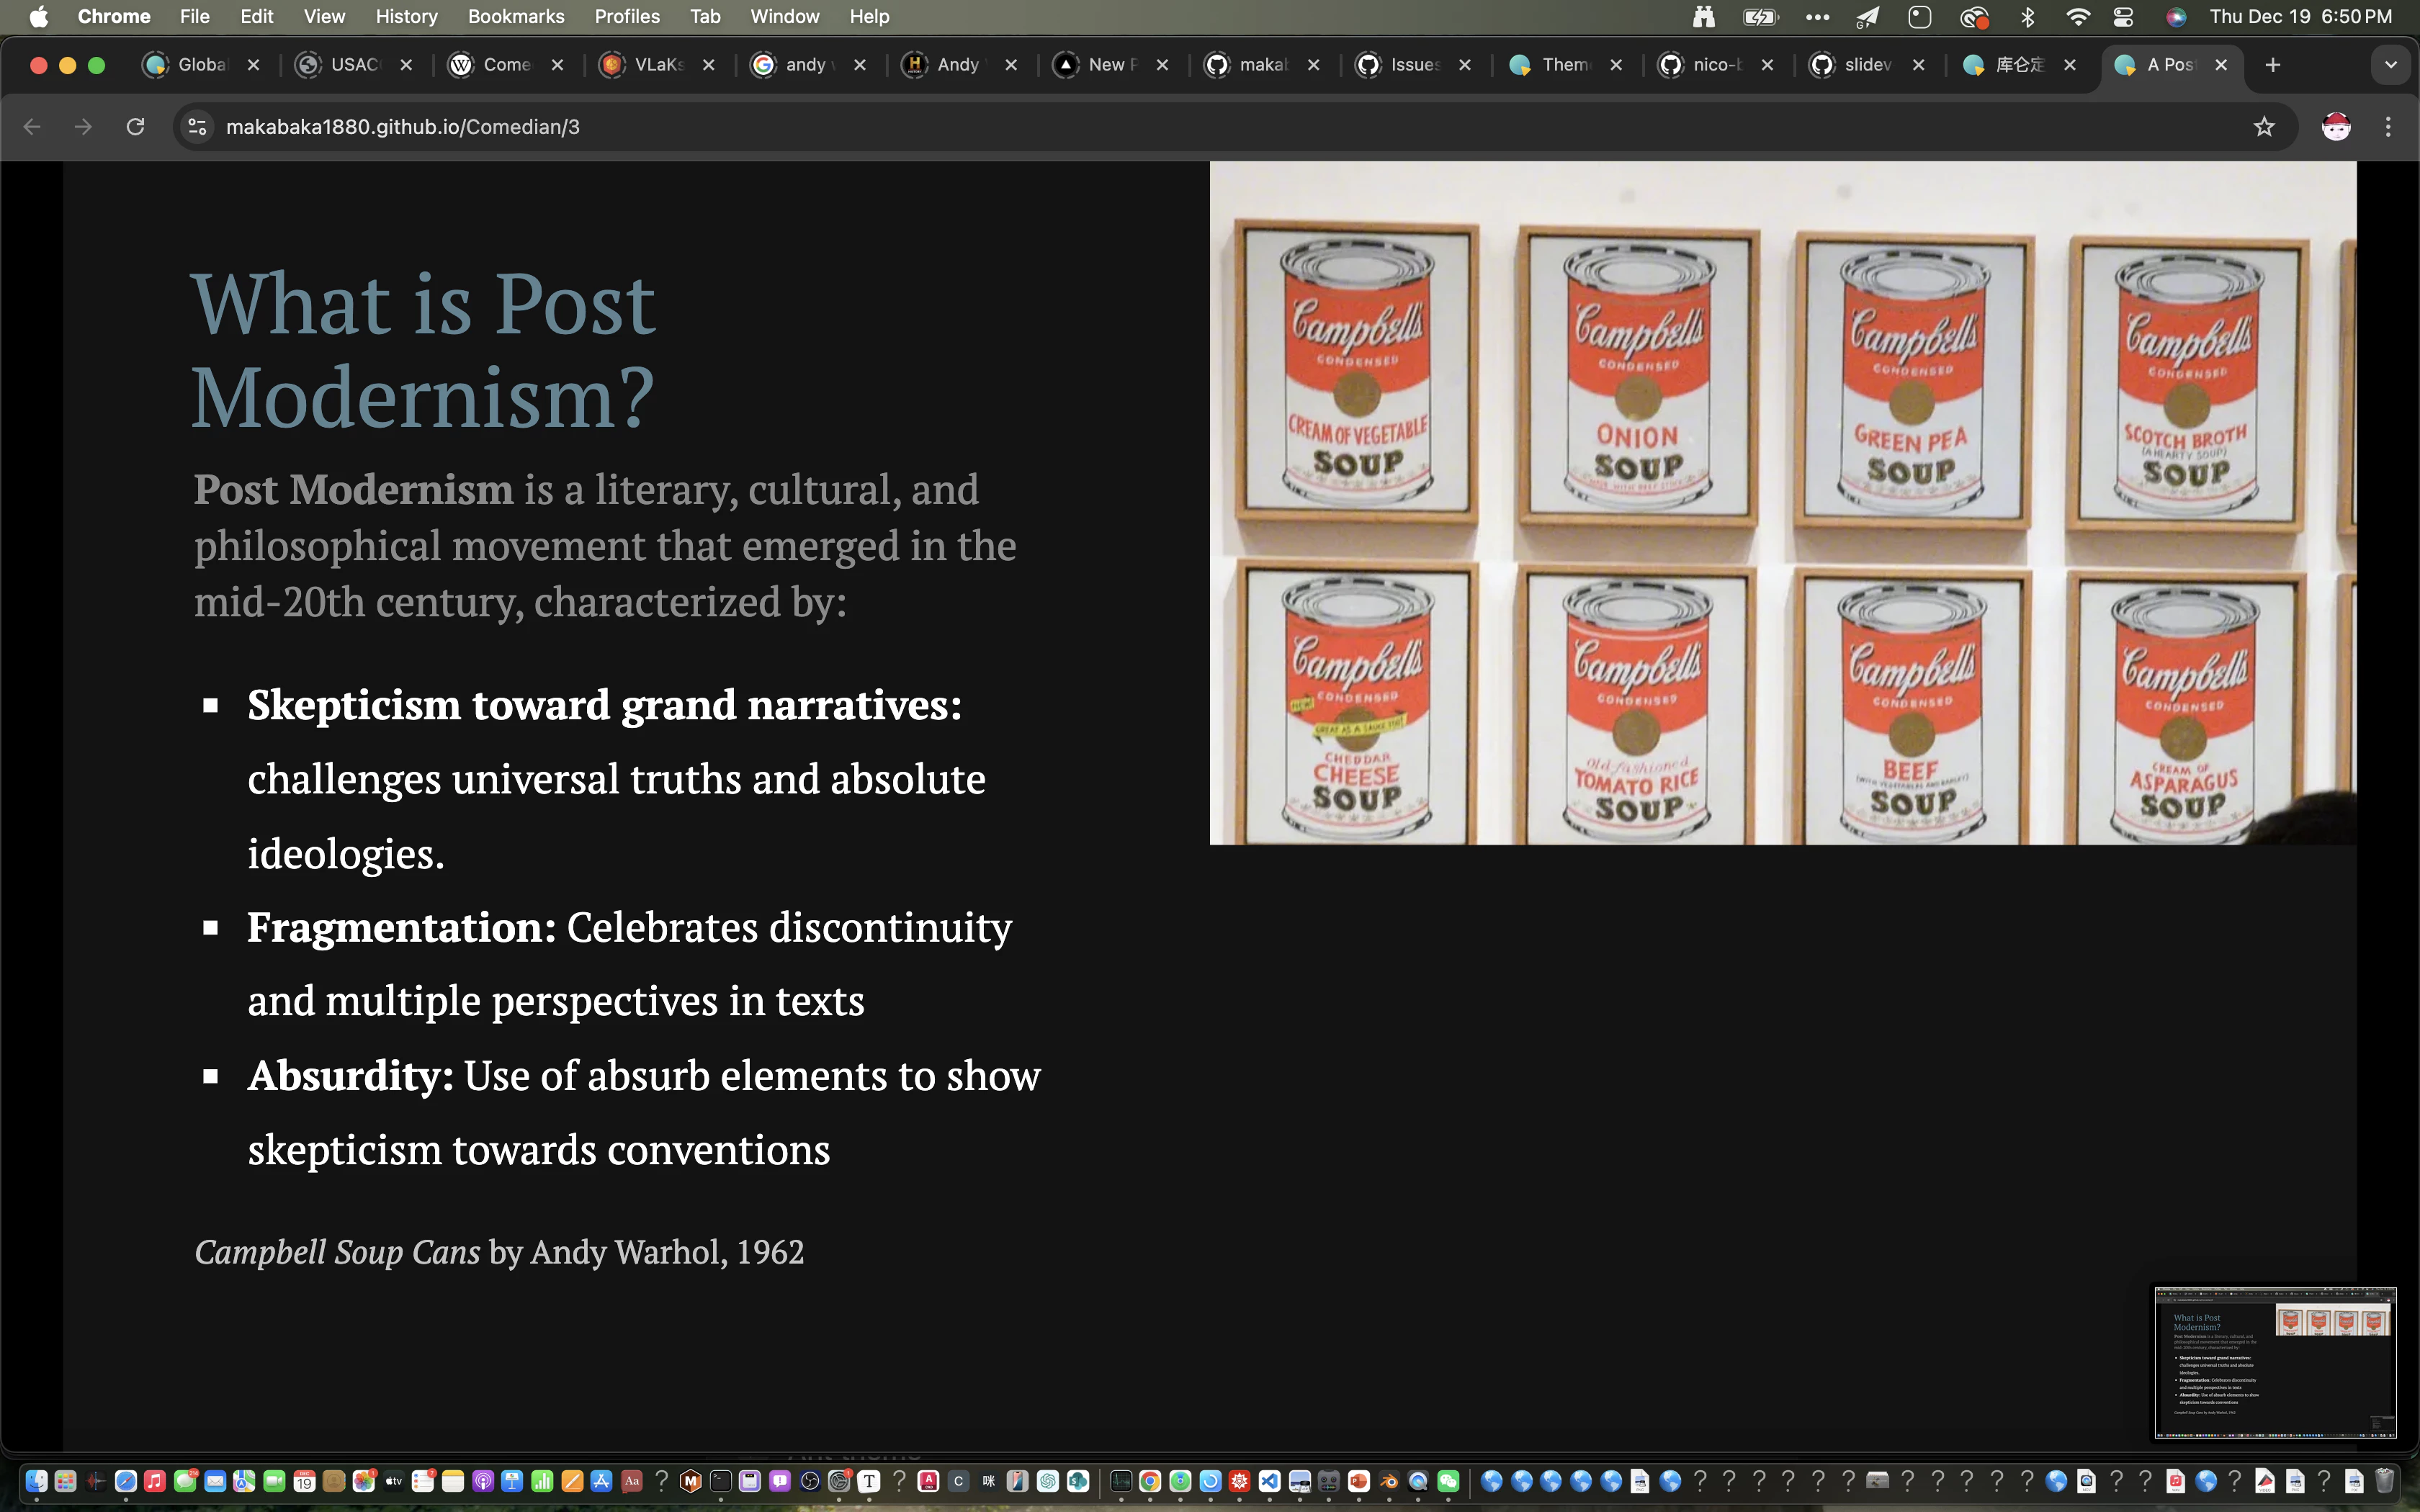 Chrome File Edit View History Bookmarks Profiles Tab Window Help Thu Dec 19 6:50 PM
Globa USAC Come VLaKs andy Andy New P makab Issues Them nico-b slidev 库仑定 A Pos
makabaka1880.github.io/Comedian/3
What is Post
Modernism?
Post Modernism is a literary, cultural, and
philosophical movement that emerged in the
mid-20th century, characterized by:
Skepticism toward grand narratives:
challenges universal truths and absolute
ideologies.
Fragmentation: Celebrates discontinuity
and multiple perspectives in texts
Absurdity: Use of absurb elements to show
skepticism towards conventions
Campbell Soup Cans by Andy Warhol, 1962
Campbell's Campbell's Campbell's Campbell's
CONDENSED CONDENSED CONDENSED CONDENSED
CREAM OF VEGETABLE ONION GREEN PEA SCOTCH BROTH
(A HEARTY SOUP)
SOUP SOUP SOUP SOUP
Campbell's Campbell's Campbell's Campbell's
CONDENSED CONDENSED CONDENSED CONDENSED
GREAT AS A SAUCE TOO!
CHEDDAR Old-fashioned BEEF CREAM OF
CHEESE TOMATO RICE ASPARAGUS
SOUP SOUP SOUP SOUP
What is Post
Modernism?